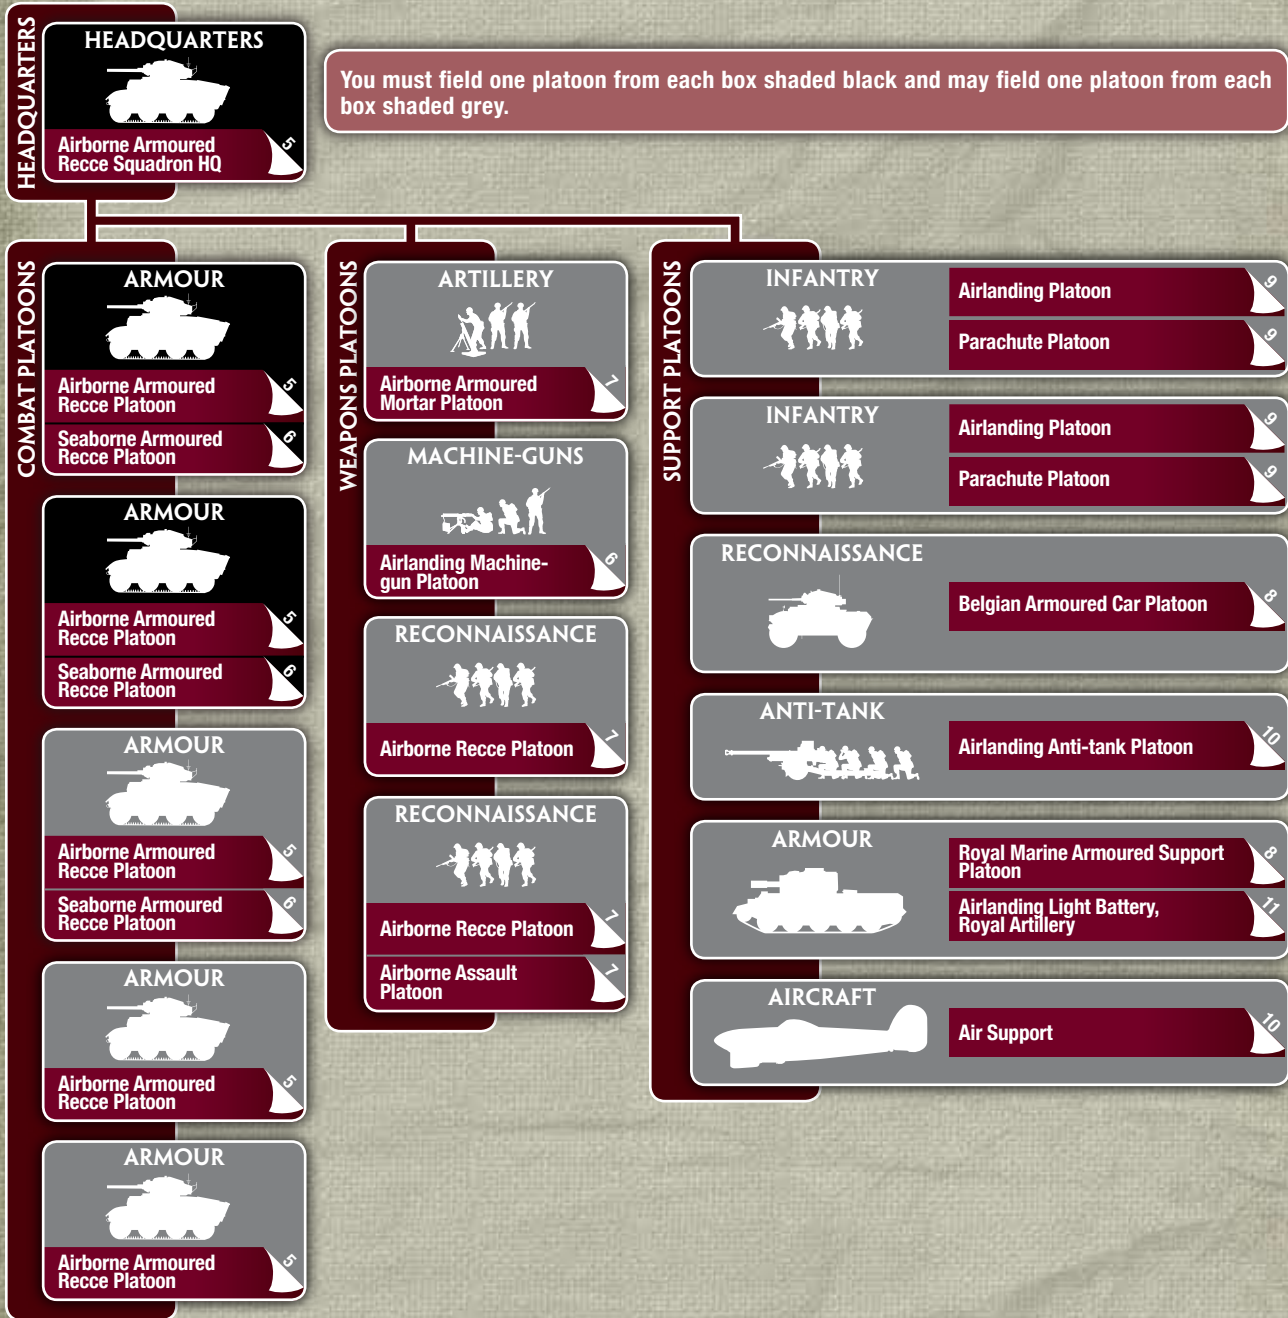 HEADQUARTERS
HEADQUARTERS
Airborne Armoured
Recce Squadron HQ
5
You must field one platoon from each box shaded black and may field one platoon from each
box shaded grey.
COMBAT PLATOONS
ARMOUR
Airborne Armoured
Recce Platoon
5
Seaborne Armoured
Recce Platoon
6
ARMOUR
Airborne Armoured
Recce Platoon
5
Seaborne Armoured
Recce Platoon
6
ARMOUR
Airborne Armoured
Recce Platoon
5
Seaborne Armoured
Recce Platoon
6
ARMOUR
Airborne Armoured
Recce Platoon
5
ARMOUR
Airborne Armoured
Recce Platoon
5
WEAPONS PLATOONS
ARTILLERY
Airborne Armoured
Mortar Platoon
7
MACHINE-GUNS
Airlanding Machine-
gun Platoon
6
RECONNAISSANCE
Airborne Recce Platoon
7
RECONNAISSANCE
Airborne Recce Platoon
7
Airborne Assault
Platoon
7
SUPPORT PLATOONS
INFANTRY
Airlanding Platoon
9
Parachute Platoon
9
INFANTRY
Airlanding Platoon
9
Parachute Platoon
9
RECONNAISSANCE
Belgian Armoured Car Platoon
8
ANTI-TANK
Airlanding Anti-tank Platoon
10
ARMOUR
Royal Marine Armoured Support
Platoon
8
Airlanding Light Battery,
Royal Artillery
11
AIRCRAFT
Air Support
10